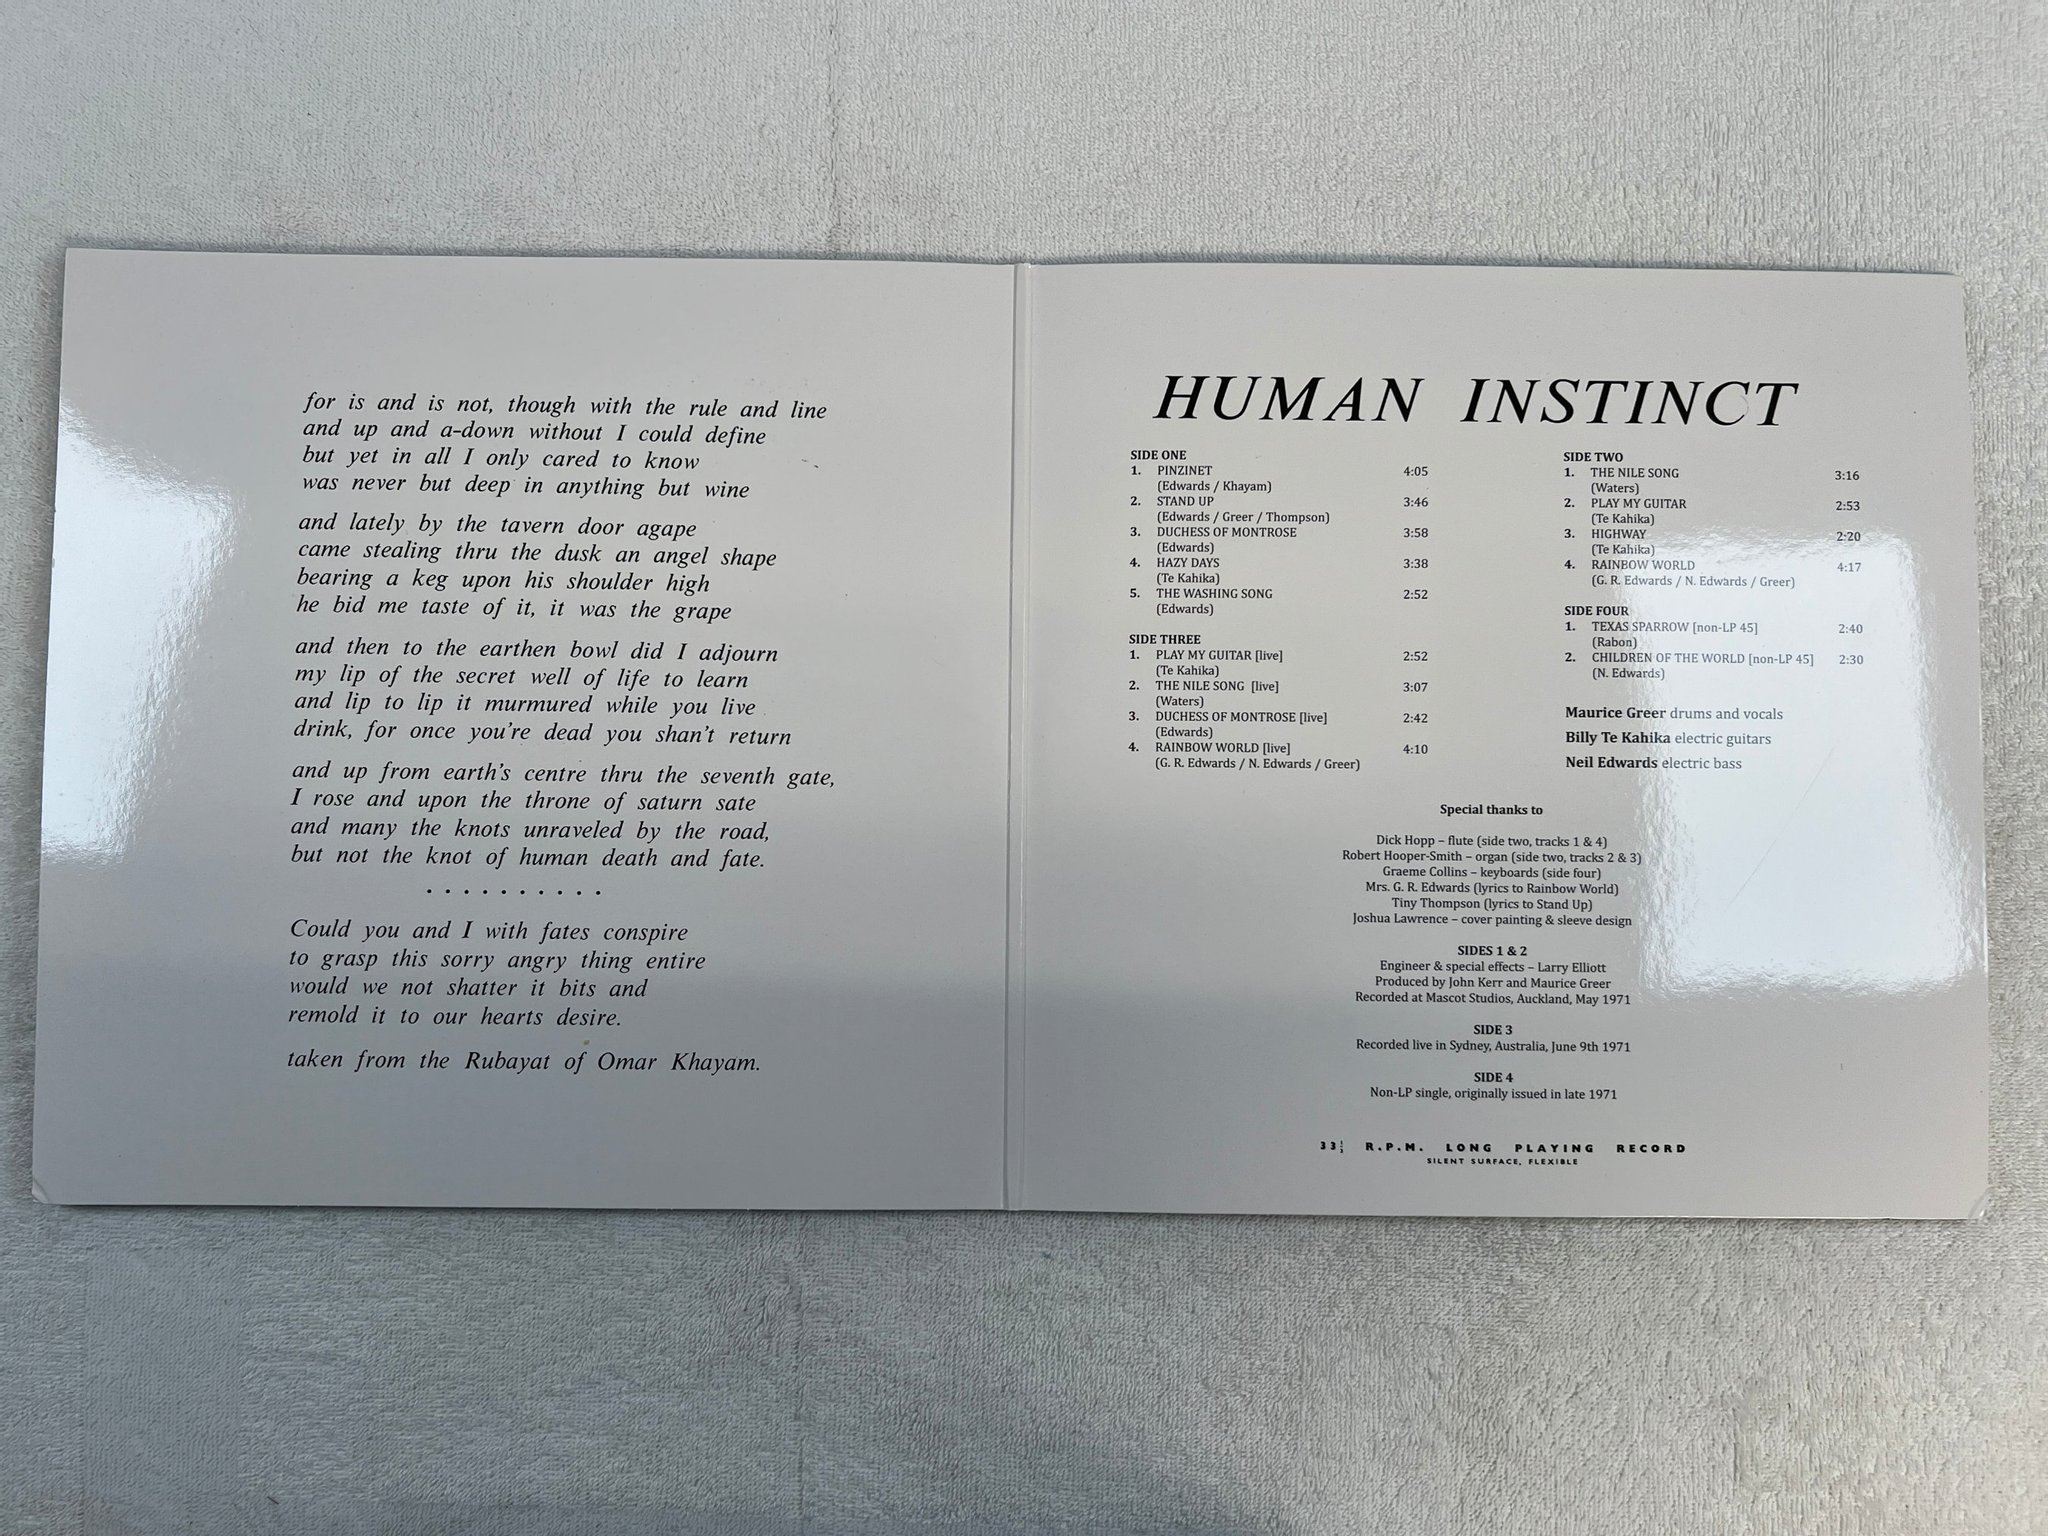 for is and is not, though with the rule and line
and up and a-down without I could define
but yet in all I only cared to know
was never but deep in anything but wine
and lately by the tavern door agape
came stealing thru the dusk an angel shape
bearing a keg upon his shoulder high
he bid me taste of it, it was the grape
and then to the earthen bowl did I adjourn
my lip of the secret well of life to learn
and lip to lip it murmured while you live
drink, for once you're dead you shan't return
and up from earth's centre thru the seventh gate,
I rose and upon the throne of saturn sate
and many the knots unraveled by the road,
but not the knot of human death and fate.
. . . . . . . . . .
Could you and I with fates conspire
to grasp this sorry angry thing entire
would we not shatter it bits and
remold it to our hearts desire.
taken from the Rubayat of Omar Khayam.
HUMAN INSTINCT
SIDE ONE
1. PINZINET 4:05
(Edwards / Khayam)
2. STAND UP 3:46
(Edwards / Greer / Thompson)
3. DUCHESS OF MONTROSE 3:58
(Edwards)
4. HAZY DAYS 3:38
(Te Kahika)
5. THE WASHING SONG 2:52
(Edwards)
SIDE TWO
1. THE NILE SONG 3:16
(Waters)
2. PLAY MY GUITAR 2:53
(Te Kahika)
3. HIGHWAY 2:20
(Te Kahika)
4. RAINBOW WORLD 4:17
(G. R. Edwards / N. Edwards / Greer)
SIDE THREE
1. PLAY MY GUITAR [live] 2:52
(Te Kahika)
2. THE NILE SONG [live] 3:07
(Waters)
3. DUCHESS OF MONTROSE [live] 2:42
(Edwards)
4. RAINBOW WORLD [live] 4:10
(G. R. Edwards / N. Edwards / Greer)
SIDE FOUR
1. TEXAS SPARROW [non-LP 45] 2:40
(Rabon)
2. CHILDREN OF THE WORLD [non-LP 45] 2:30
(N. Edwards)
Maurice Greer drums and vocals
Billy Te Kahika electric guitars
Neil Edwards electric bass
Special thanks to
Dick Hopp – flute (side two, tracks 1 & 4)
Robert Hooper-Smith – organ (side two, tracks 2 & 3)
Graeme Collins – keyboards (side four)
Mrs. G. R. Edwards (lyrics to Rainbow World)
Tiny Thompson (lyrics to Stand Up)
Joshua Lawrence – cover painting & sleeve design
SIDES 1 & 2
Engineer & special effects – Larry Elliott
Produced by John Kerr and Maurice Greer
Recorded at Mascot Studios, Auckland, May 1971
SIDE 3
Recorded live in Sydney, Australia, June 9th 1971
SIDE 4
Non-LP single, originally issued in late 1971
33⅓ R.P.M. LONG PLAYING RECORD
SILENT SURFACE, FLEXIBLE